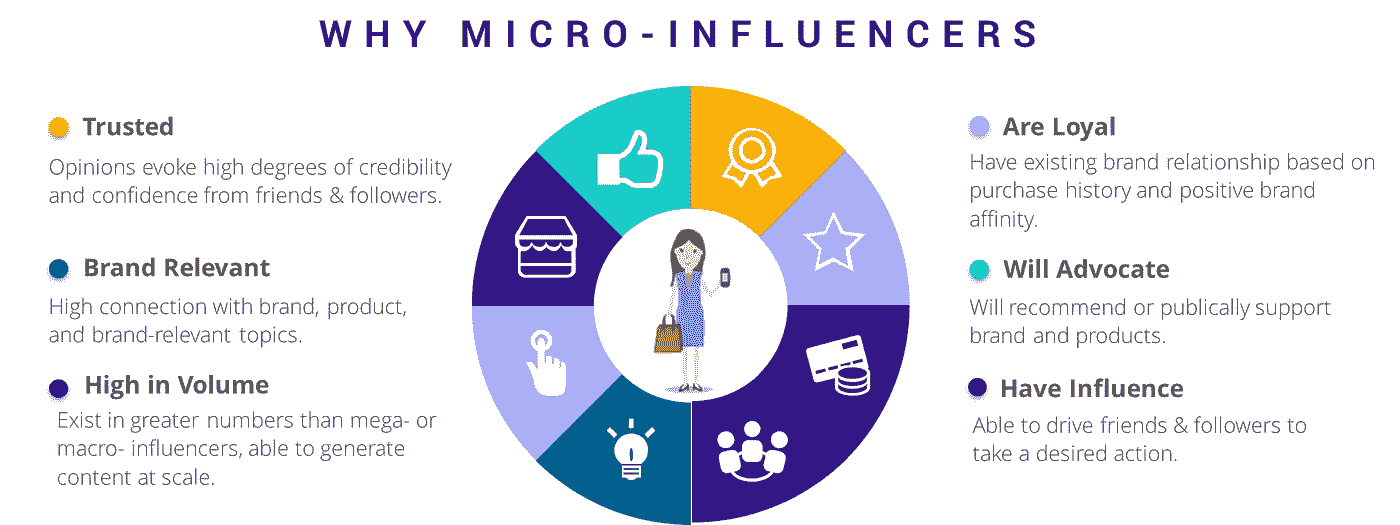 WHY MICRO-INFLUENCERS
Trusted
Opinions evoke high degrees of credibility
and confidence from friends & followers.
Brand Relevant
High connection with brand, product,
and brand-relevant topics.
High in Volume
Exist in greater numbers than mega- or
macro- influencers, able to generate
content at scale.
Are Loyal
Have existing brand relationship based on
purchase history and positive brand
affinity.
Will Advocate
Will recommend or publically support
brand and products.
Have Influence
Able to drive friends & followers to
take a desired action.